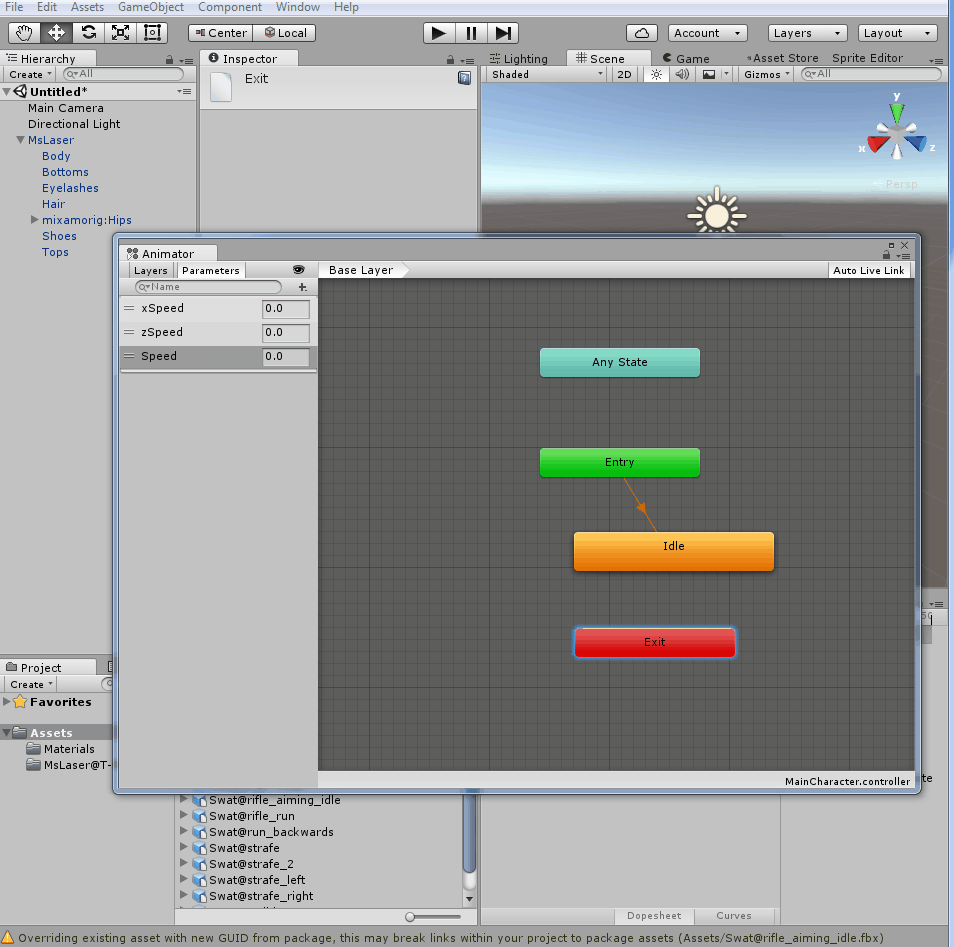 File Edit Assets GameObject Component Window Help
Center Local Account Layers Layout
Hierarchy
Create All
Untitled*
Main Camera
Directional Light
MsLaser
Body
Bottoms
Eyelashes
Hair
mixamorig:Hips
Shoes
Tops
Inspector
Exit
Lighting Scene Game Asset Store Sprite Editor
Shaded 2D Gizmos All
y
x z
Persp
Animator
Layers Parameters Base Layer Auto Live Link
Name
xSpeed 0.0
zSpeed 0.0
Speed 0.0
Any State
Entry
Idle
Exit
MainCharacter.controller
Project
Create
Favorites
Assets
Materials
MsLaser@T-
Swat@rifle_aiming_idle
Swat@rifle_run
Swat@run_backwards
Swat@strafe
Swat@strafe_2
Swat@strafe_left
Swat@strafe_right
Dopesheet Curves
Overriding existing asset with new GUID from package, this may break links within your project to package assets (Assets/Swat@rifle_aiming_idle.fbx)